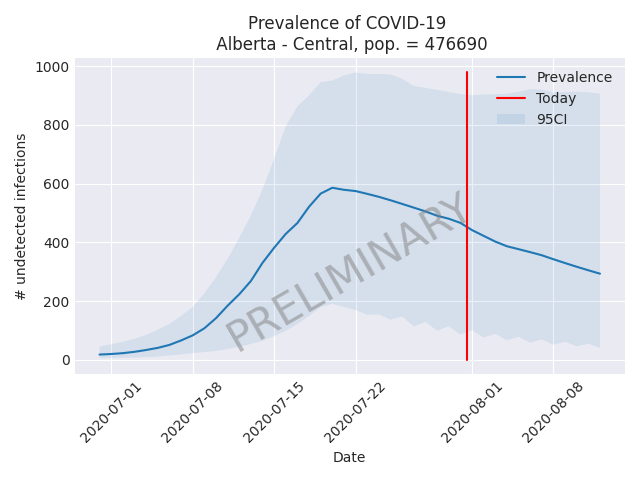 Prevalence of COVID-19
Alberta - Central, pop. = 476690
1000
800
600
400
200
0
# undetected infections
Prevalence
Today
95CI
PRELIMINARY
2020-07-01
2020-07-08
2020-07-15
2020-07-22
2020-08-01
2020-08-08
Date